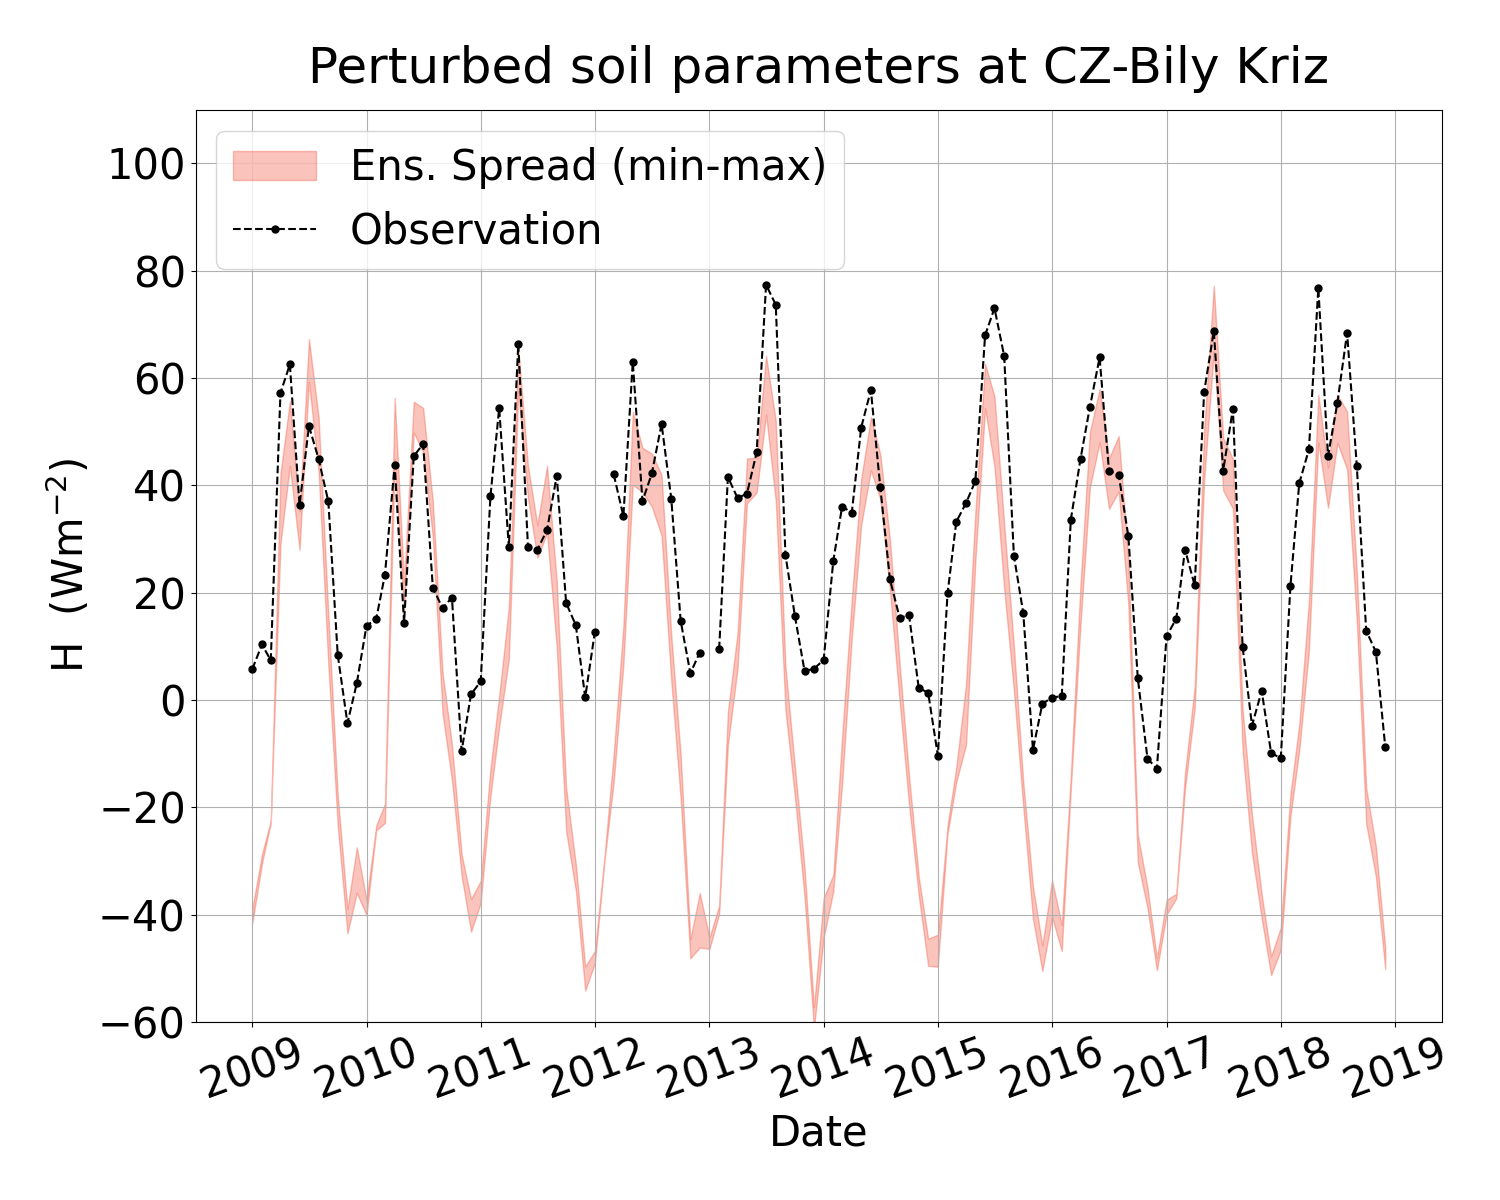 Perturbed soil parameters at CZ-Bily Kriz
Ens. Spread (min-max)
Observation
H (Wm⁻²)
100
80
60
40
20
0
−20
−40
−60
2009 2010 2011 2012 2013 2014 2015 2016 2017 2018 2019
Date